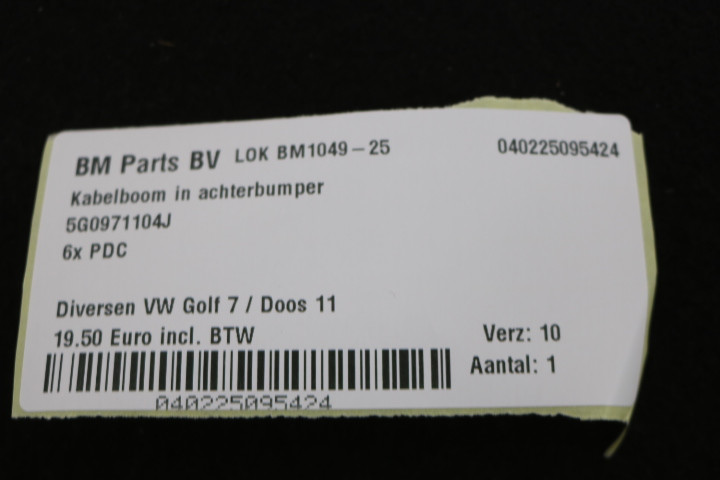 BM Parts BV LOK BM1049-25 040225095424
Kabelboom in achterbumper
5G0971104J
6x PDC
Diversen VW Golf 7 / Doos 11
19.50 Euro incl. BTW Verz: 10
Aantal: 1
040225095424